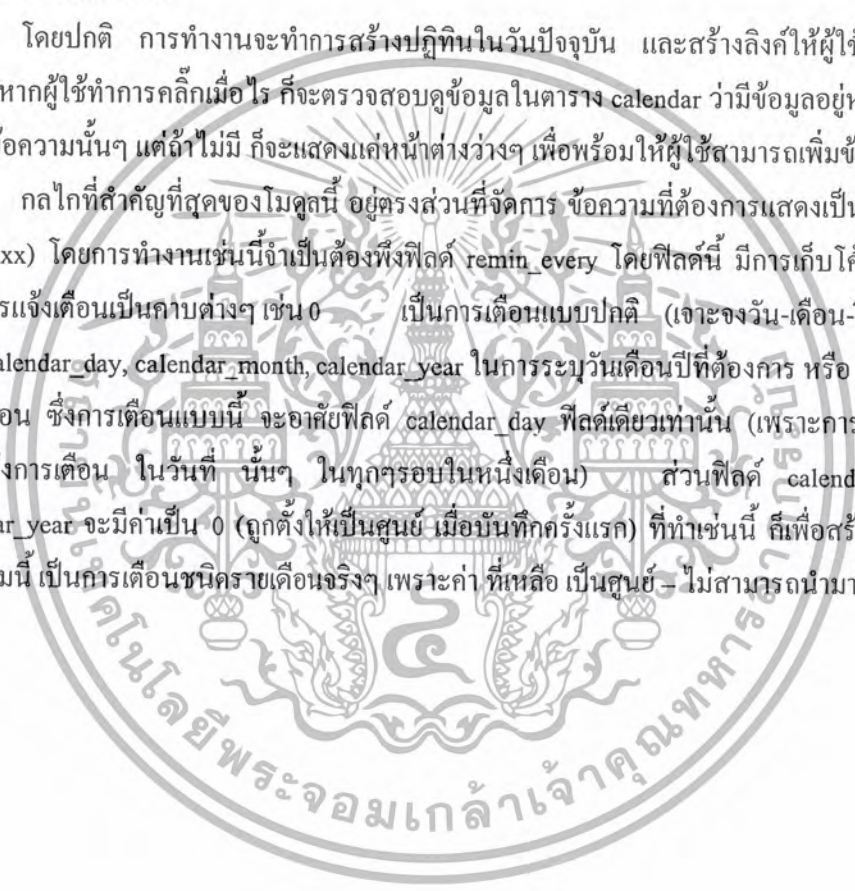 โดยปกติ การทำงานจะทำการสร้างปฏิทินในวันปัจจุบัน และสร้างลิงค์ให้ผู้ใช้
หากผู้ใช้ทำการคลิ๊กเมื่อไร ก็จะตรวจสอบดูข้อมูลในตาราง calendar ว่ามีข้อมูลอยู่ห
้อความนั้นๆ แต่ถ้าไม่มี ก็จะแสดงแค่หน้าต่างว่างๆ เพื่อพร้อมให้ผู้ใช้สามารถเพิ่มข้
กลไกที่สำคัญที่สุดของโมดูลนี้ อยู่ตรงส่วนที่จัดการ ข้อความที่ต้องการแสดงเป็น
xx) โดยการทำงานเช่นนี้จำเป็นต้องพึ่งฟิลด์ remin_every โดยฟิลด์นี้ มีการเก็บโค้
รแจ้งเตือนเป็นคาบต่างๆ เช่น 0 เป็นการเตือนแบบปกติ (เจาะจงวัน-เดือน-
alendar_day, calendar_month, calendar_year ในการระบุวันเดือนปีที่ต้องการ หรือ
อน ซึ่งการเตือนแบบนี้ จะอาศัยฟิลด์ calendar_day ฟิลด์เดียวเท่านั้น (เพราะการ
ังการเตือน ในวันที่ นั้นๆ ในทุกๆรอบในหนึ่งเดือน) ส่วนฟิลด์ calend
ar_year จะมีค่าเป็น 0 (ถูกตั้งให้เป็นศูนย์ เมื่อบันทึกครั้งแรก) ที่ทำเช่นนี้ ก็เพื่อสร้
มนี้ เป็นการเตือนชนิดรายเดือนจริงๆ เพราะค่า ที่เหลือ เป็นศูนย์ – ไม่สามารถนำมา
คโนโลยีพระจอมเกล้าเจ้าคุณทหาร